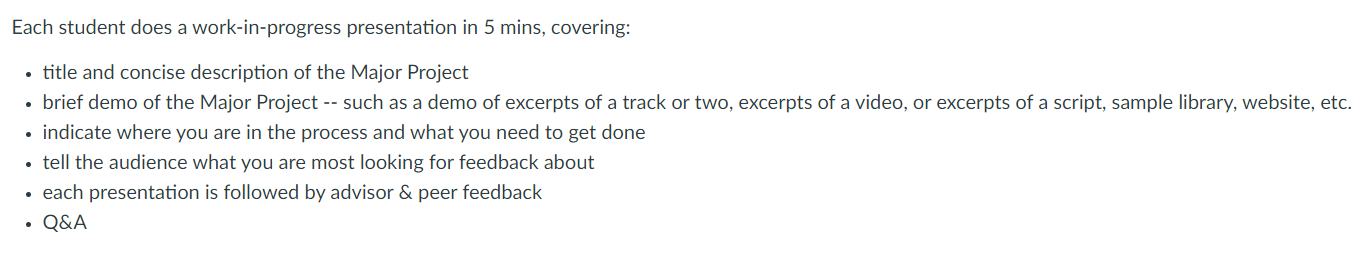 Each student does a work-in-progress presentation in 5 mins, covering:
• title and concise description of the Major Project
• brief demo of the Major Project -- such as a demo of excerpts of a track or two, excerpts of a video, or excerpts of a script, sample library, website, etc.
• indicate where you are in the process and what you need to get done
• tell the audience what you are most looking for feedback about
• each presentation is followed by advisor & peer feedback
• Q&A